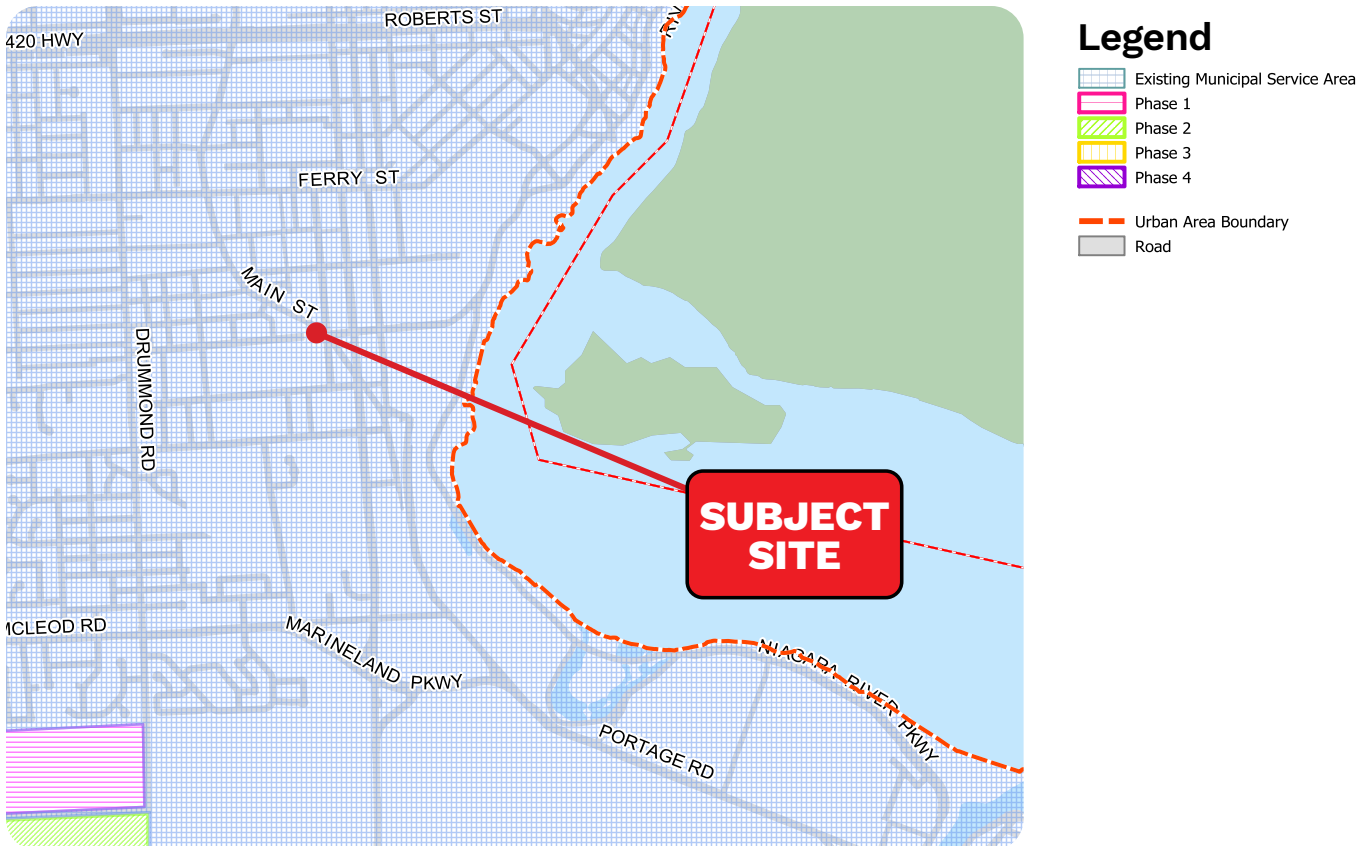 ROBERTS ST
420 HWY
FERRY ST
MAIN ST
DRUMMOND RD
SUBJECT
SITE
MCLEOD RD
MARINELAND PKWY
NIAGARA RIVER PKWY
PORTAGE RD
Legend
Existing Municipal Service Area
Phase 1
Phase 2
Phase 3
Phase 4
Urban Area Boundary
Road